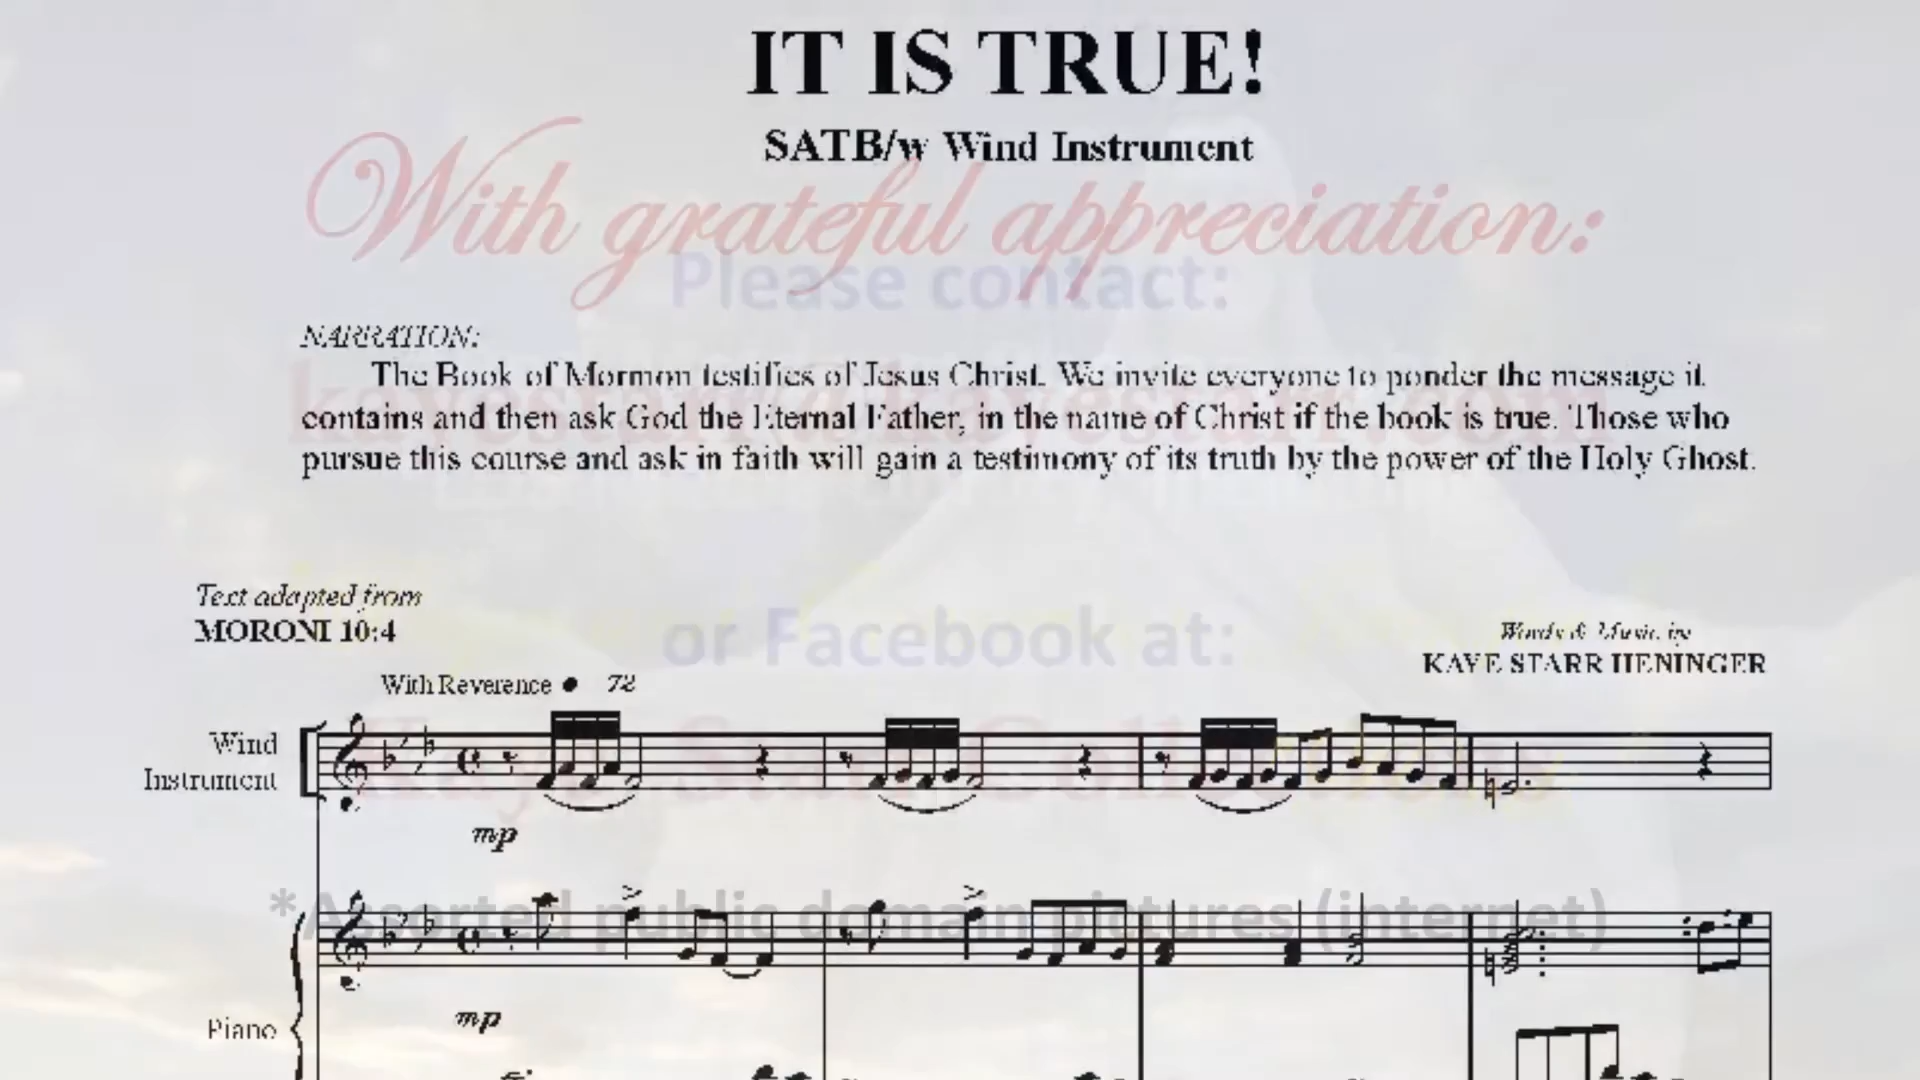 IT IS TRUE!
SATB/w Wind Instrument
With grateful appreciation:
Please contact:
NARRATION:
The Book of Mormon testifies of Jesus Christ. We invite everyone to ponder the message it
contains and then ask God the Eternal Father, in the name of Christ if the book is true. Those who
pursue this course and ask in faith will gain a testimony of its truth by the power of the Holy Ghost.
kayestarr@kayestarr.com
Text adapted from
MORONI 10:4
or Facebook at:
Words & Music by
KAYE STARR HENINGER
With Reverence 72
Wind
Instrument
mp
*Assorted public domain pictures (internet)
mp
Piano